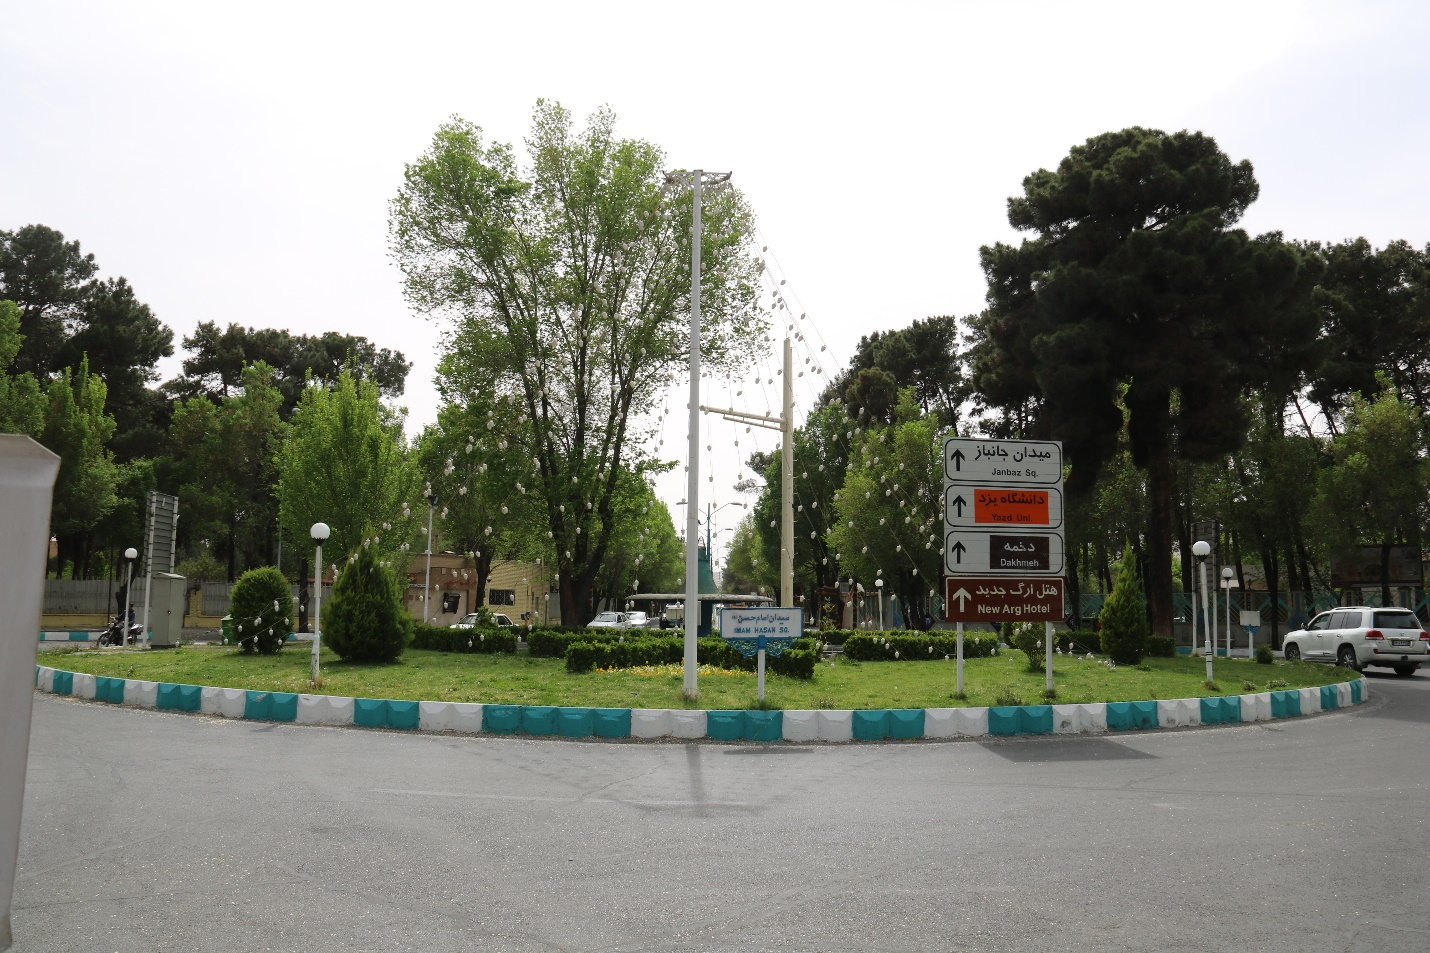 میدان جانباز
Janbaz Sq.
دانشگاه یزد
Yazd Uni.
دخمه
Dakhmeh
هتل ارگ جدید
New Arg Hotel
میدان امام حسن
IMAM HASAN SQ.